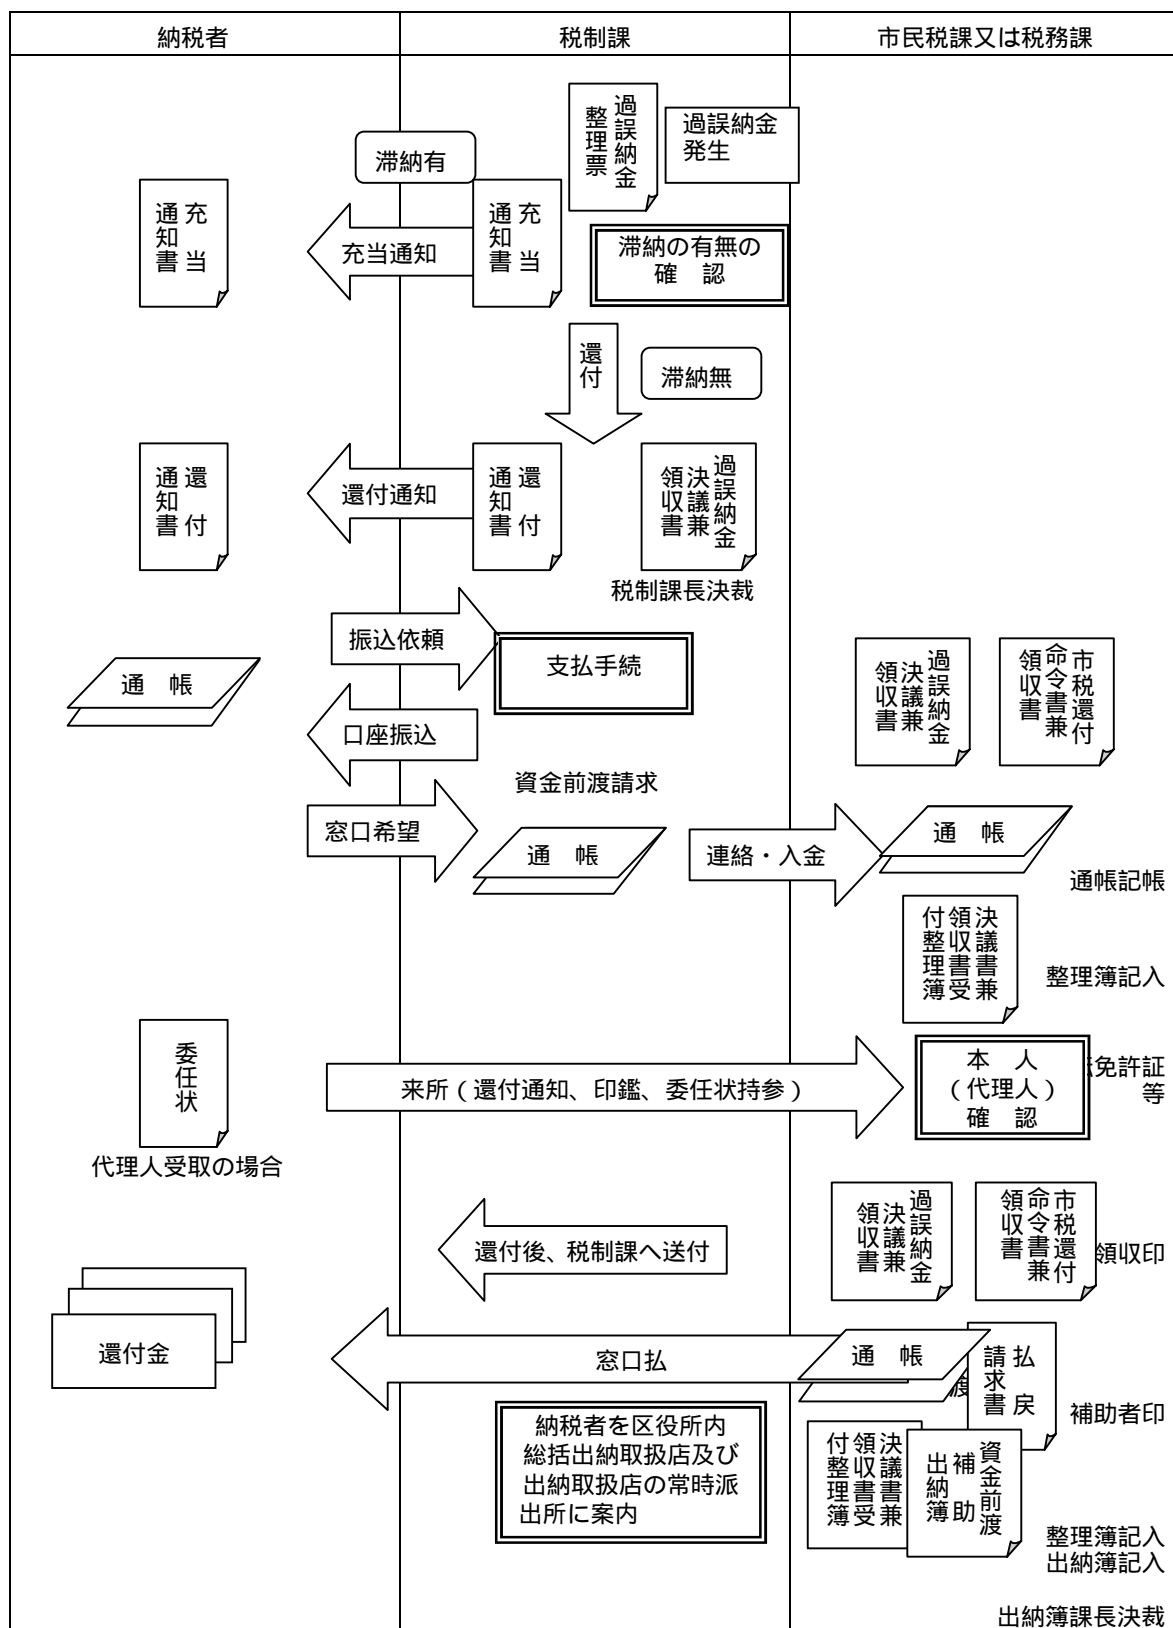 納税者
税制課
市民税課又は税務課
過誤納金
整理票
過誤納金
発生
滞納有
充当
通知書
充当通知
充当
通知書
滞納の有無の
確 認
還付
滞納無
還付
通知書
還付通知
還付
通知書
過誤納金
決議兼
領収書
税制課長決裁
振込依頼
支払手続
通 帳
口座振込
過誤納金
決議兼
領収書
市税還付
命令書兼
領収書
資金前渡請求
窓口希望
通 帳
連絡・入金
通 帳
通帳記帳
決議書兼
領収書受
付整理簿
整理簿記入
委任状
代理人受取の場合
来所(還付通知、印鑑、委任状持参)
本 人
(代理人)
確 認
免許証
等
還付後、税制課へ送付
過誤納金
決議兼
領収書
市税還付
命令書兼
領収書
領収印
還付金
窓口払
通 帳
渡
払戻
請求書
補助者印
納税者を区役所内
総括出納取扱店及び
出納取扱店の常時派
出所に案内
決議書兼
領収書受
付整理簿
資金前渡
補助
出納簿
整理簿記入
出納簿記入
出納簿課長決裁